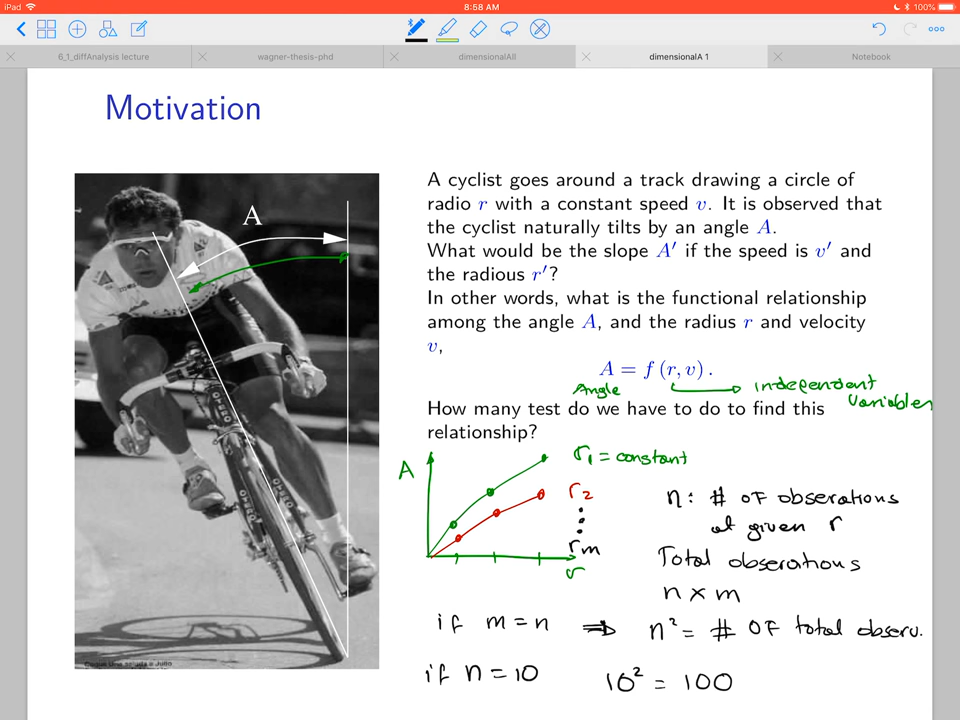 iPad
8:58 AM
100%
6_1_diffAnalysis lecture
wagner-thesis-phd
dimensionalAll
dimensionalA 1
Notebook
Motivation
A
A cyclist goes around a track drawing a circle of
radio r with a constant speed v. It is observed that
the cyclist naturally tilts by an angle A.
What would be the slope A′ if the speed is v′ and
the radious r′?
In other words, what is the functional relationship
among the angle A, and the radius r and velocity
v,
A = f (r, v) .
Angle
independent
variables
How many test do we have to do to find this
relationship?
A
r1 = constant
r2
rm
v
n: # of obserations
at given r
Total obserations
n x m
if m = n ⇒ n² = # OF total observ.
if n = 10 10² = 100
OTERO
OTERO